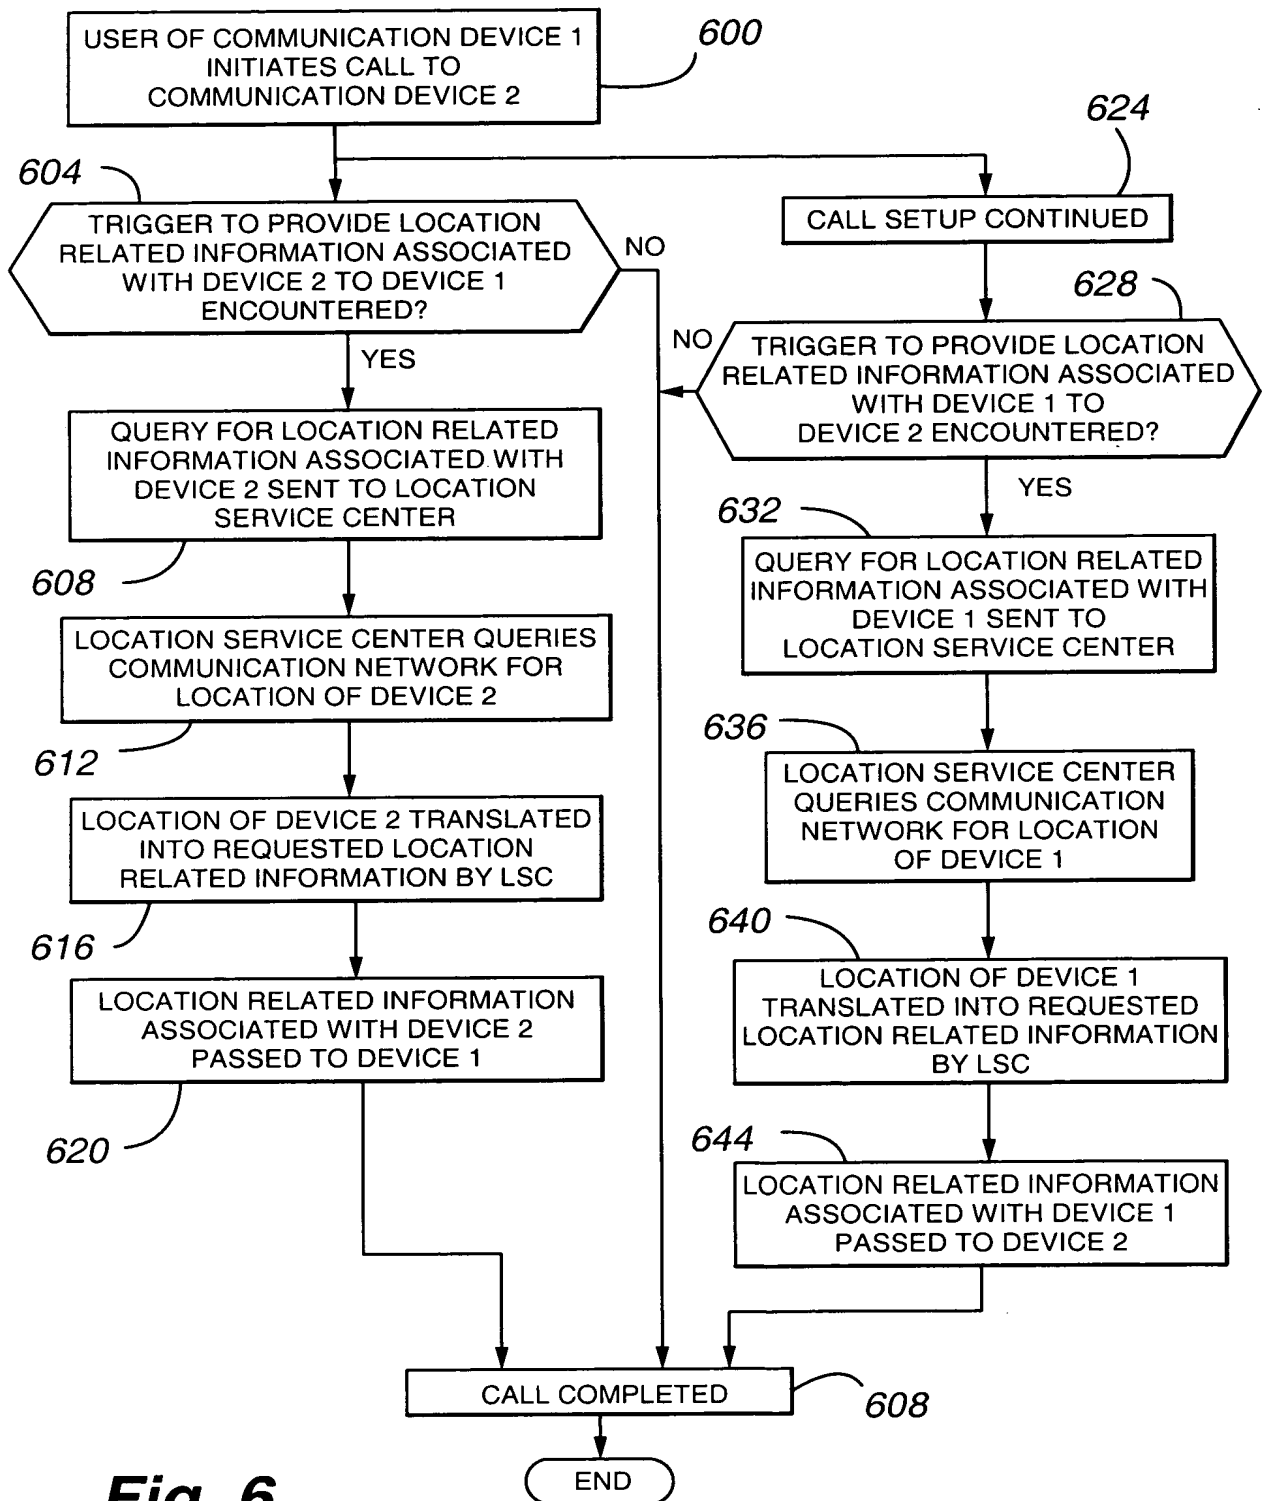 USER OF COMMUNICATION DEVICE 1
INITIATES CALL TO
COMMUNICATION DEVICE 2
600
624
604
TRIGGER TO PROVIDE LOCATION
RELATED INFORMATION ASSOCIATED
WITH DEVICE 2 TO DEVICE 1
ENCOUNTERED?
NO
CALL SETUP CONTINUED
628
YES
NO
TRIGGER TO PROVIDE LOCATION
RELATED INFORMATION ASSOCIATED
WITH DEVICE 1 TO
DEVICE 2 ENCOUNTERED?
QUERY FOR LOCATION RELATED
INFORMATION ASSOCIATED WITH
DEVICE 2 SENT TO LOCATION
SERVICE CENTER
608
YES
632
QUERY FOR LOCATION RELATED
INFORMATION ASSOCIATED WITH
DEVICE 1 SENT TO
LOCATION SERVICE CENTER
LOCATION SERVICE CENTER QUERIES
COMMUNICATION NETWORK FOR
LOCATION OF DEVICE 2
612
636
LOCATION SERVICE CENTER
QUERIES COMMUNICATION
NETWORK FOR LOCATION
OF DEVICE 1
LOCATION OF DEVICE 2 TRANSLATED
INTO REQUESTED LOCATION
RELATED INFORMATION BY LSC
616
640
LOCATION OF DEVICE 1
TRANSLATED INTO REQUESTED
LOCATION RELATED INFORMATION
BY LSC
LOCATION RELATED INFORMATION
ASSOCIATED WITH DEVICE 2
PASSED TO DEVICE 1
620
644
LOCATION RELATED INFORMATION
ASSOCIATED WITH DEVICE 1
PASSED TO DEVICE 2
CALL COMPLETED
608
END
Fig. 6